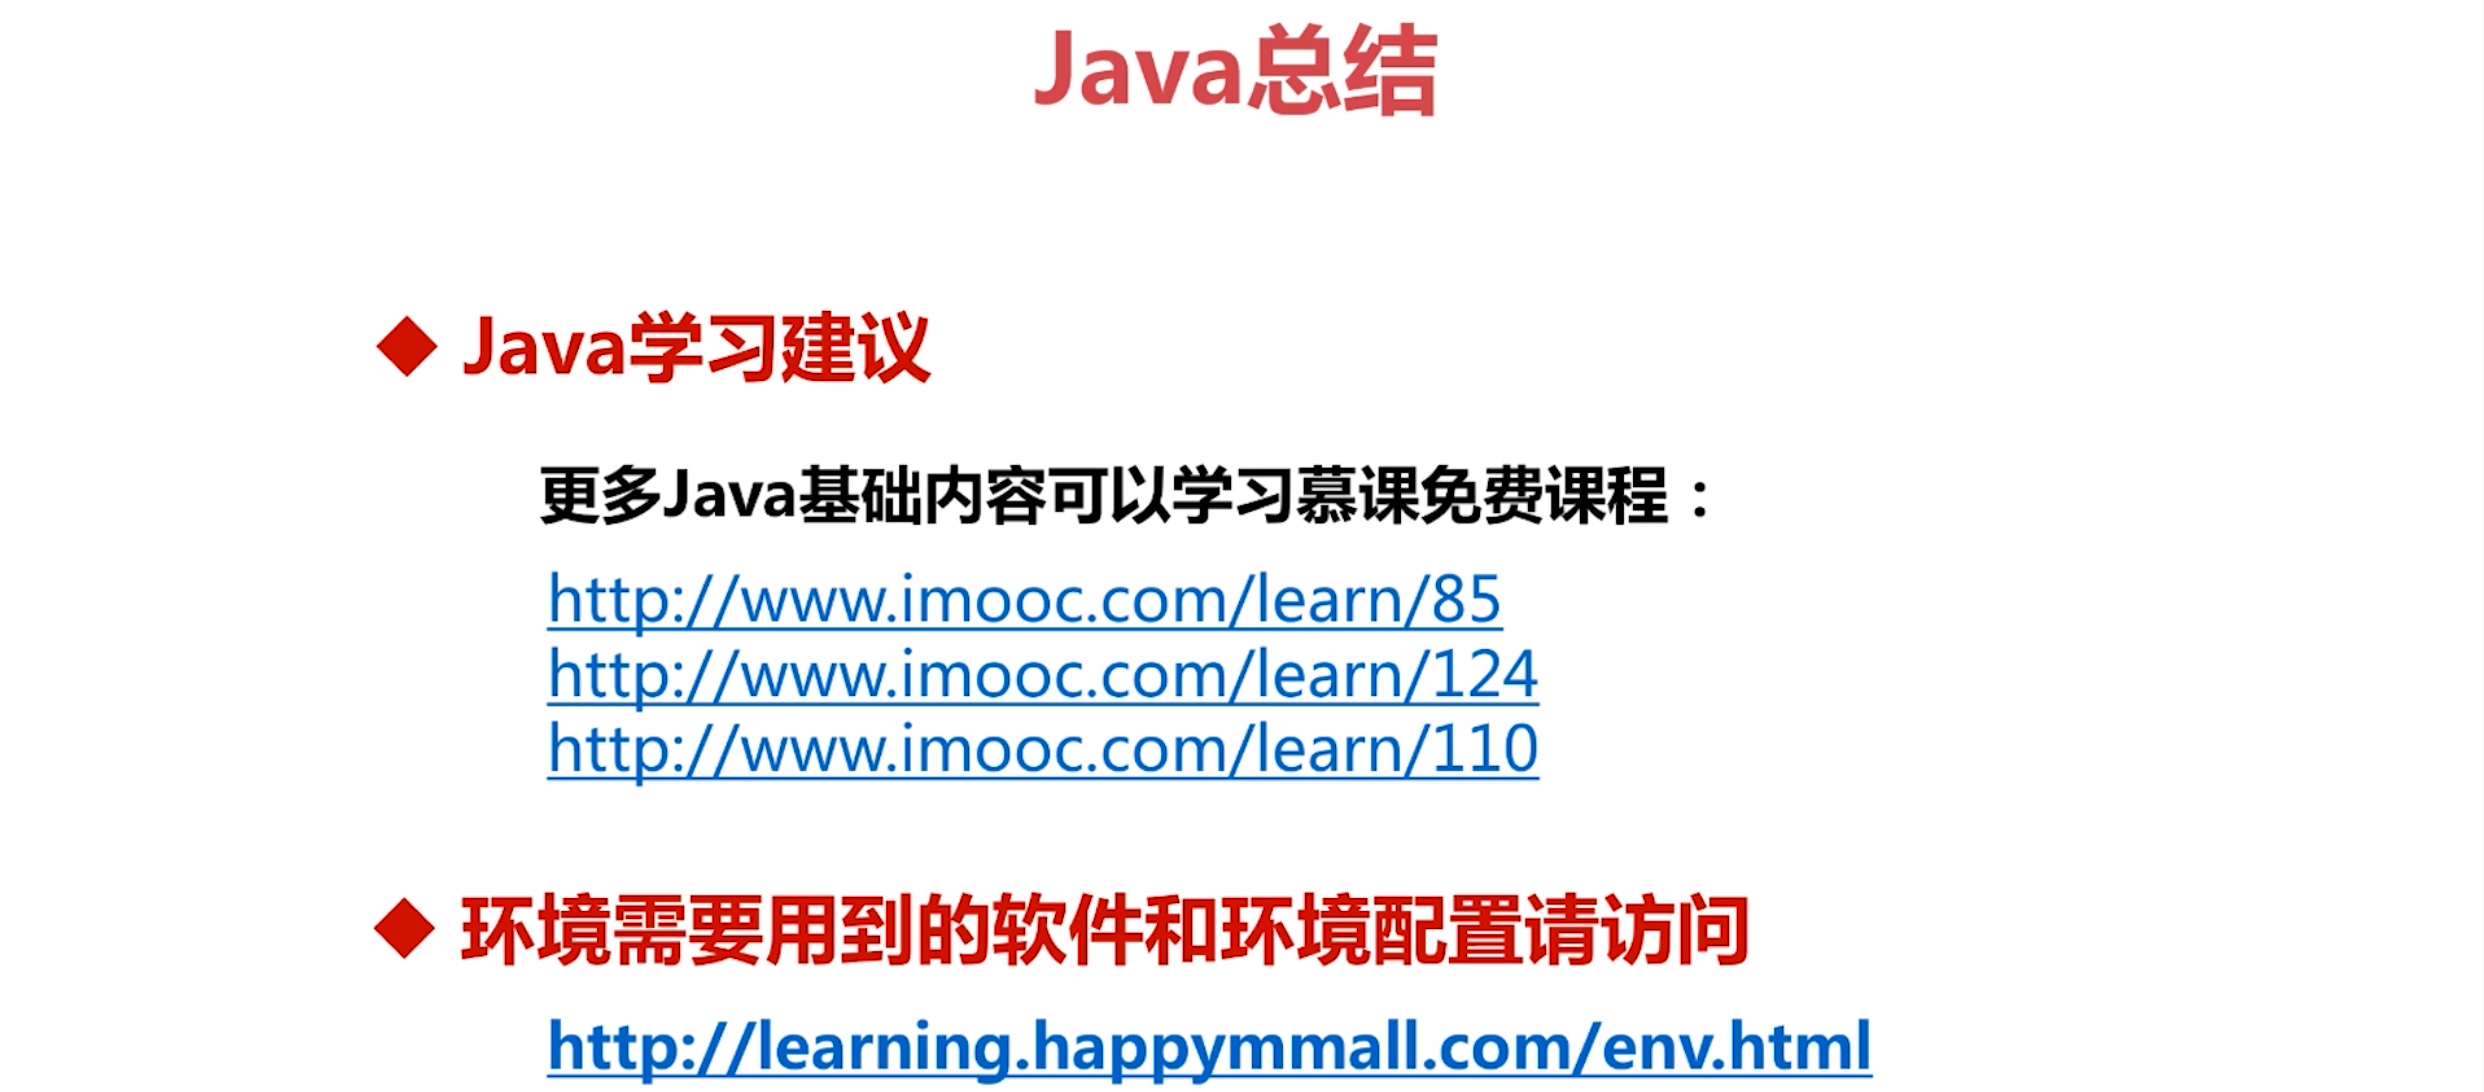 Java总结
◆ Java学习建议
更多Java基础内容可以学习慕课免费课程：
http://www.imooc.com/learn/85
http://www.imooc.com/learn/124
http://www.imooc.com/learn/110
◆ 环境需要用到的软件和环境配置请访问
http://learning.happymmall.com/env.html